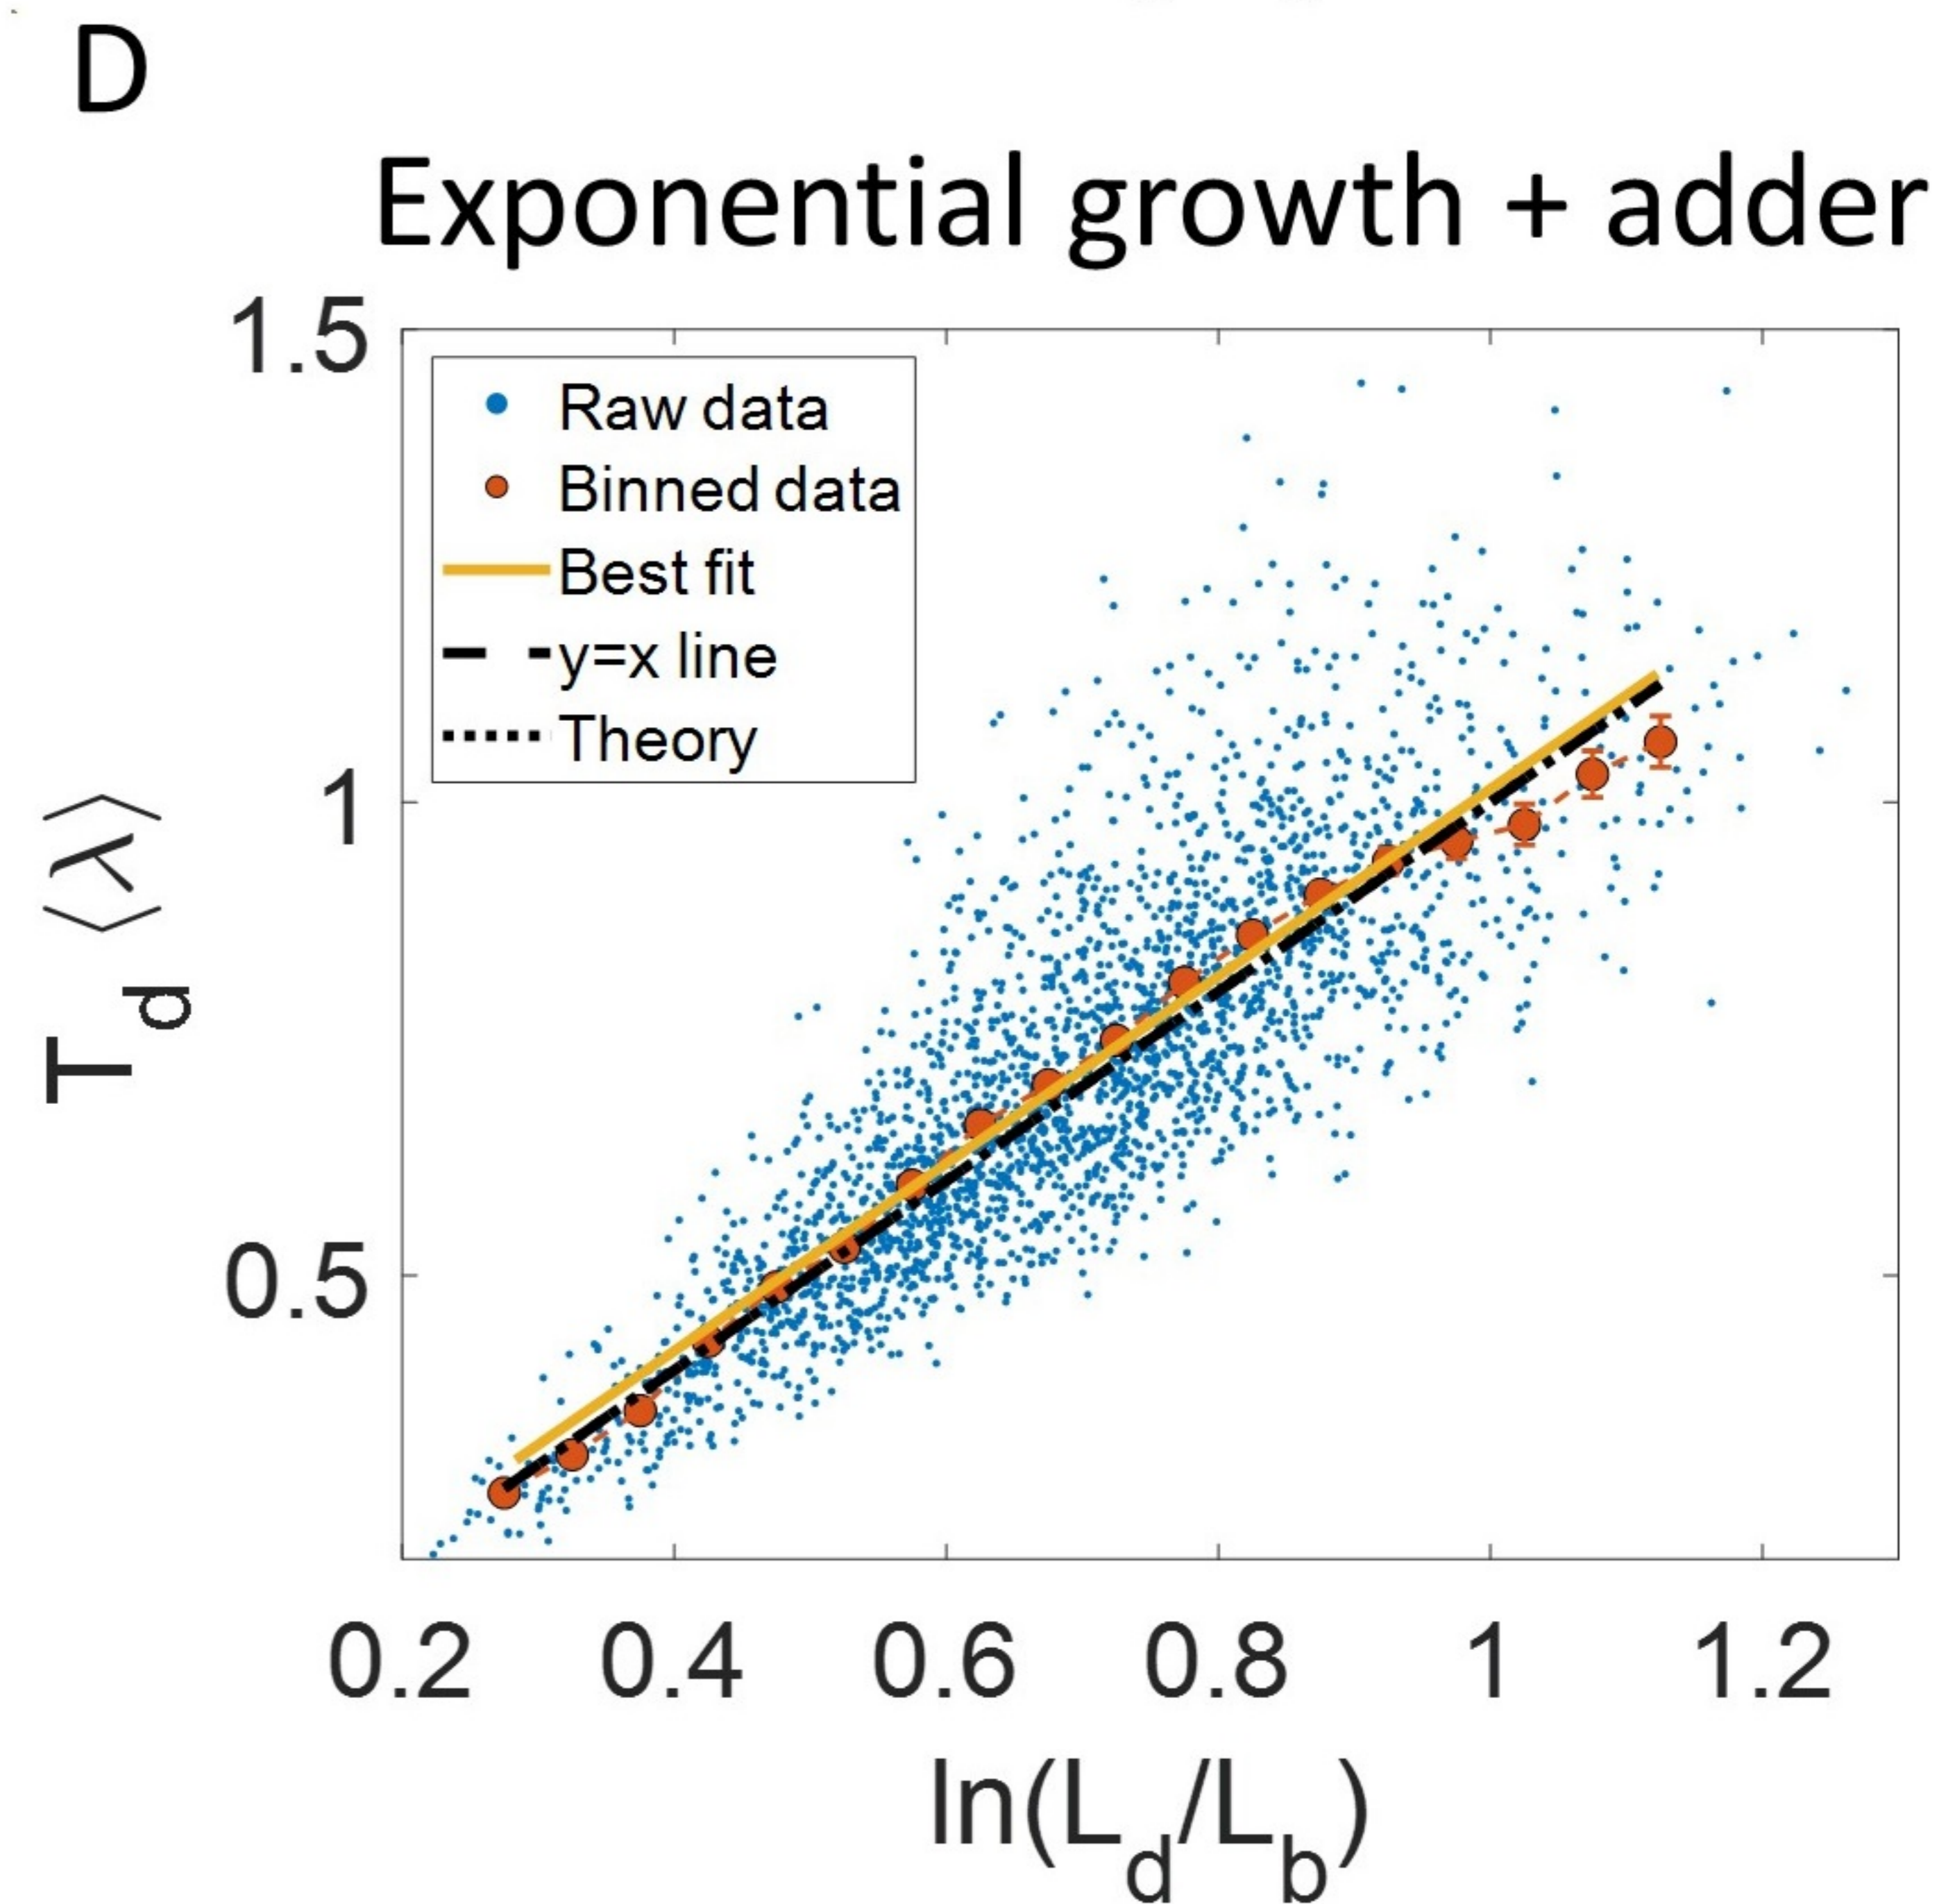 D
Exponential growth + adder
1.5
1
0.5
T_d ⟨λ⟩
Raw data
Binned data
Best fit
y=x line
Theory
0.2 0.4 0.6 0.8 1 1.2
ln(L_d/L_b)